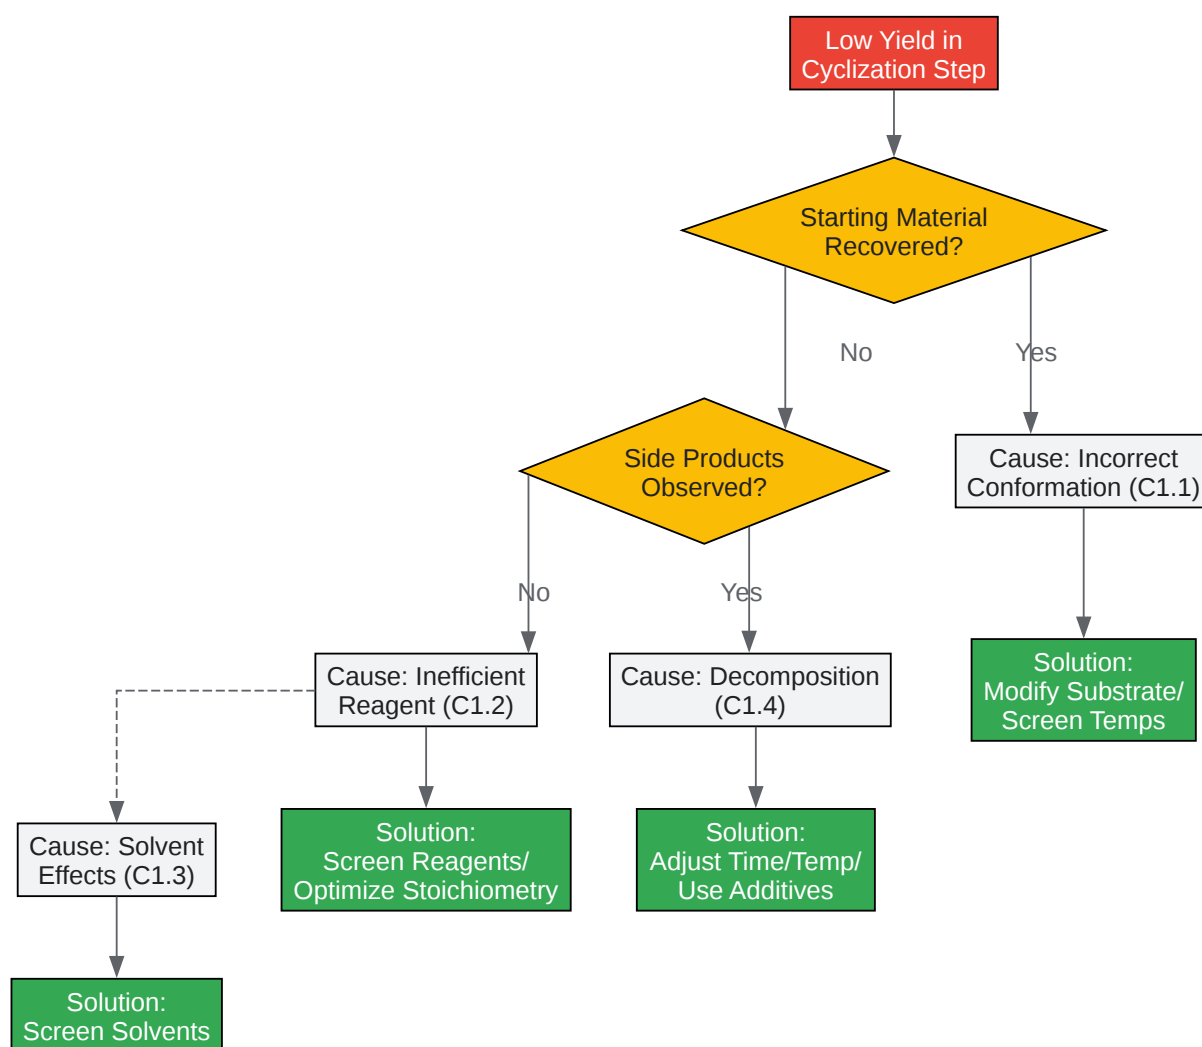 Low Yield in
Cyclization Step
Starting Material
Recovered?
No
Yes
Side Products
Observed?
Cause: Incorrect
Conformation (C1.1)
No
Yes
Cause: Inefficient
Reagent (C1.2)
Cause: Decomposition
(C1.4)
Solution:
Modify Substrate/
Screen Temps
Cause: Solvent
Effects (C1.3)
Solution:
Screen Reagents/
Optimize Stoichiometry
Solution:
Adjust Time/Temp/
Use Additives
Solution:
Screen Solvents